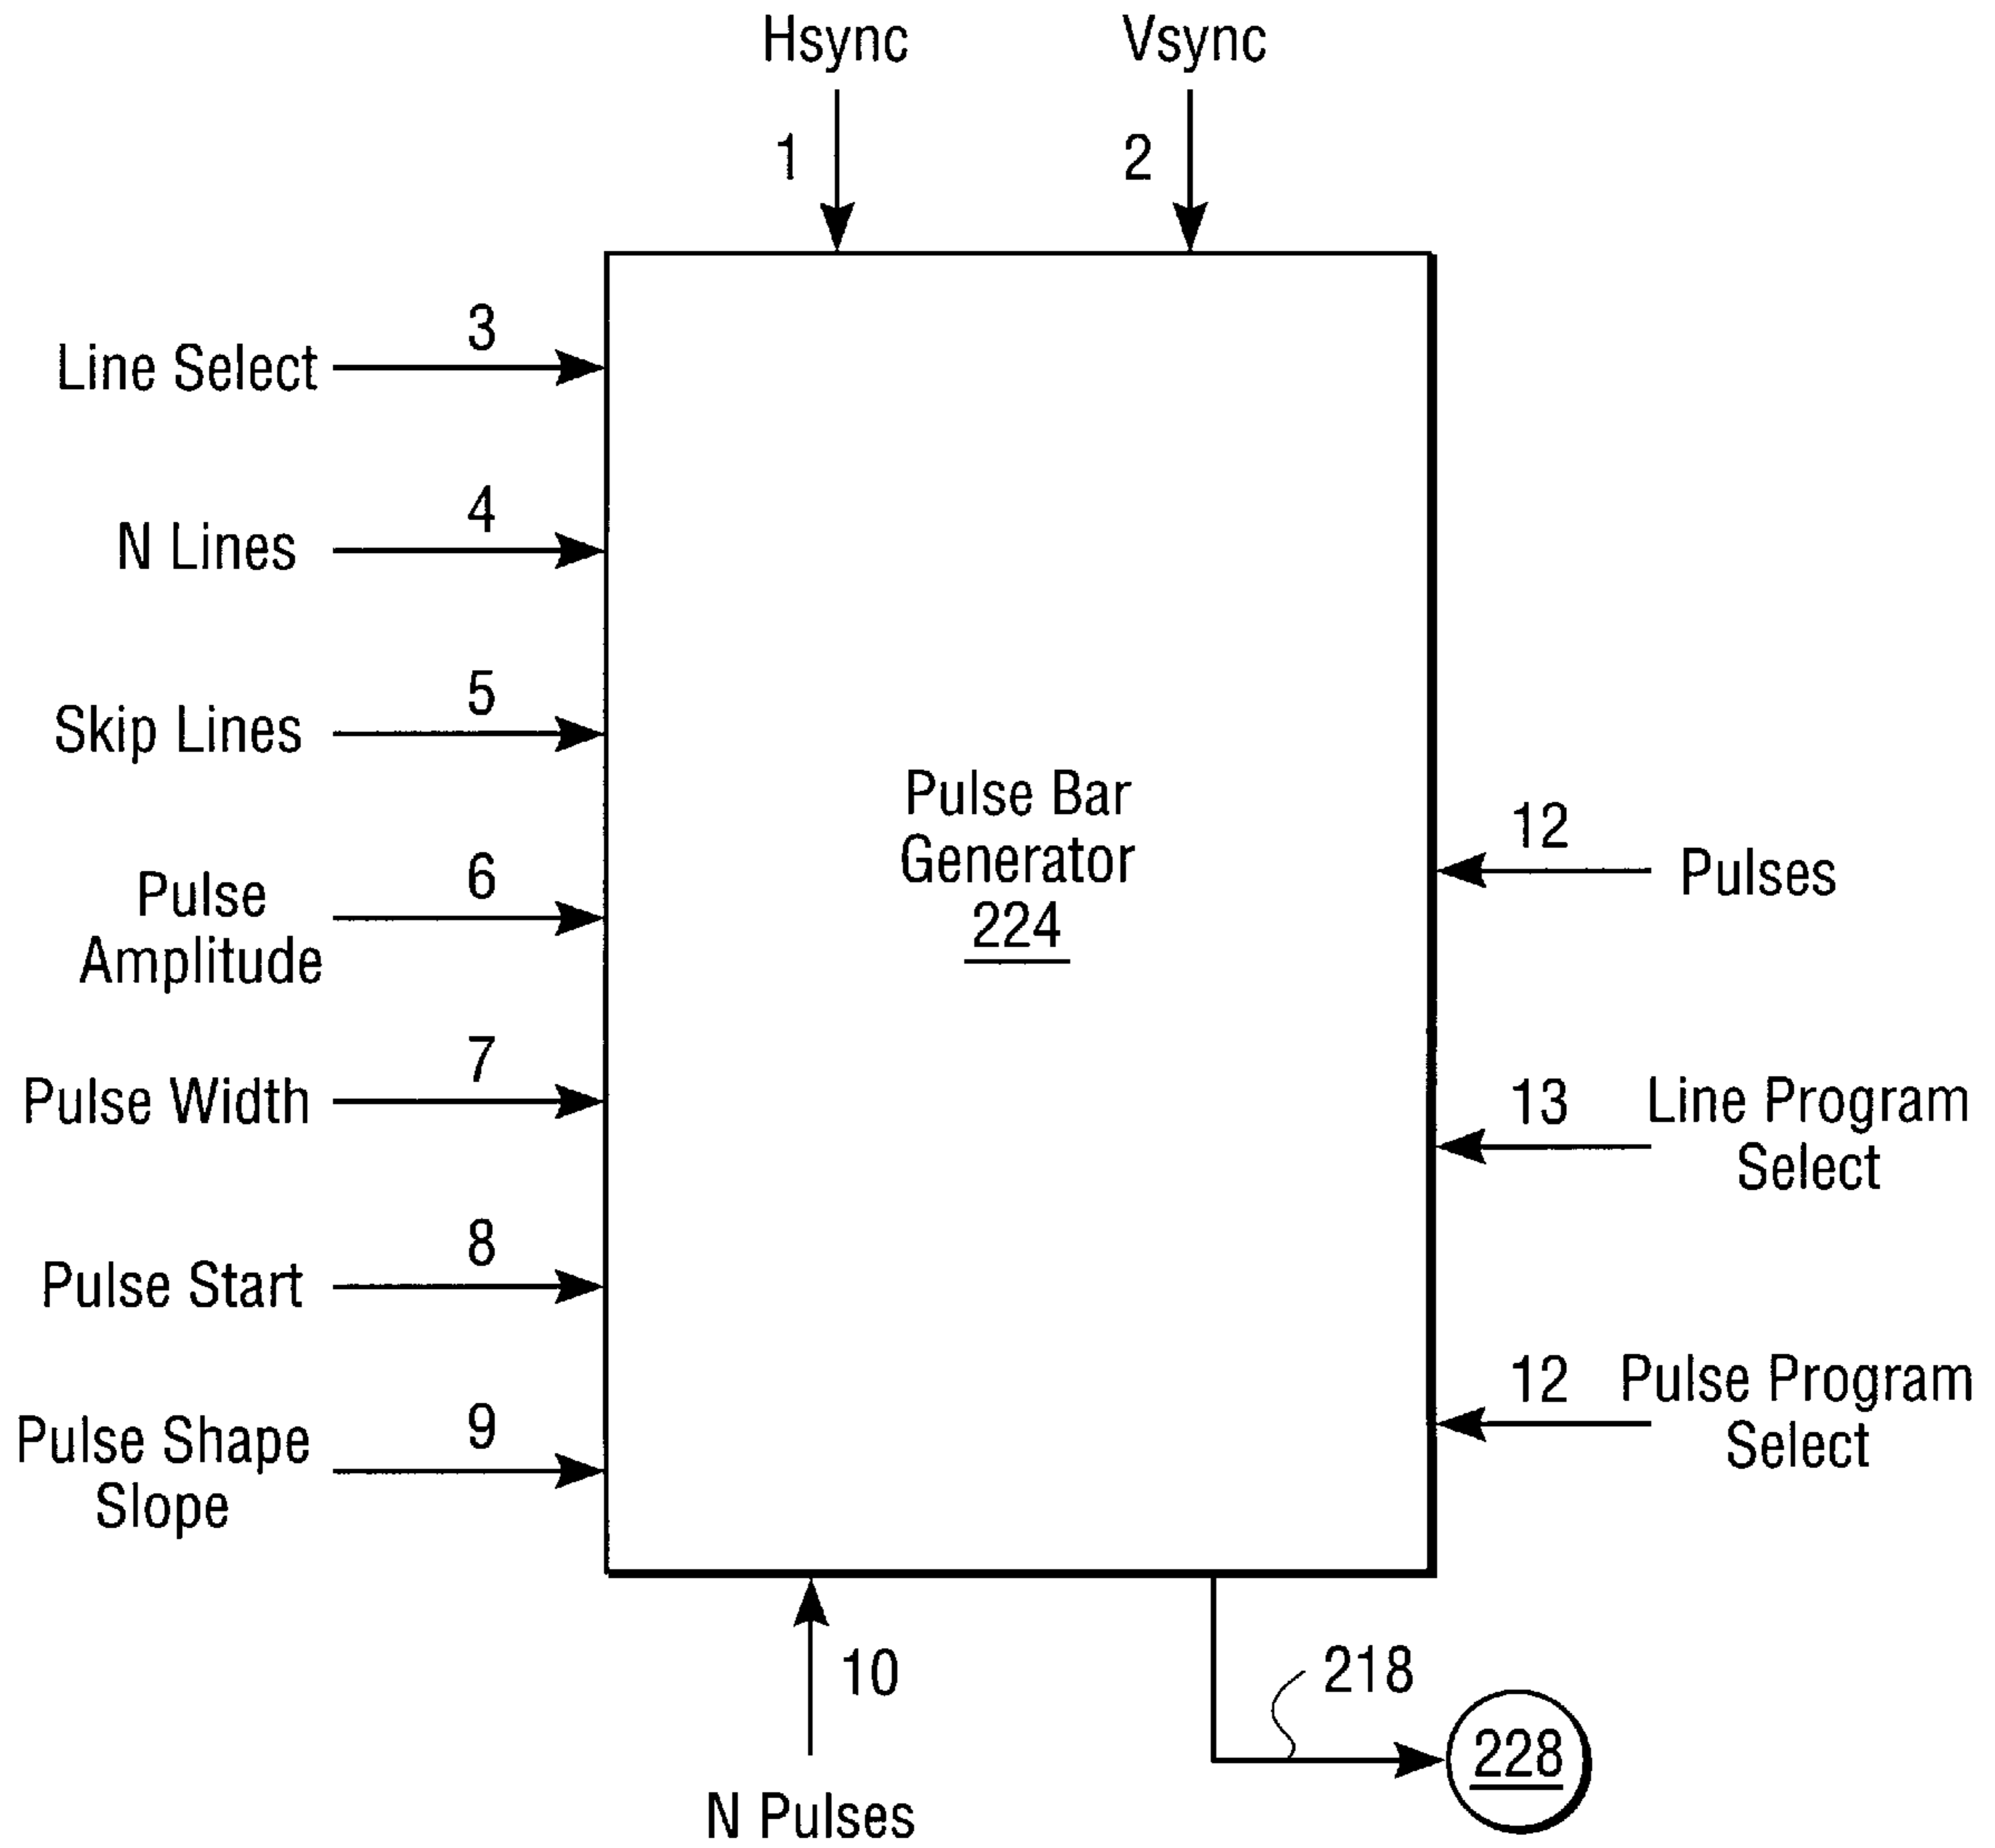 Hsync
Vsync
1
2
Line Select
3
N Lines
4
Skip Lines
5
Pulse
Amplitude
6
Pulse Width
7
Pulse Start
8
Pulse Shape
Slope
9
Pulse Bar
Generator
224
12
Pulses
13
Line Program
Select
12
Pulse Program
Select
10
N Pulses
218
228